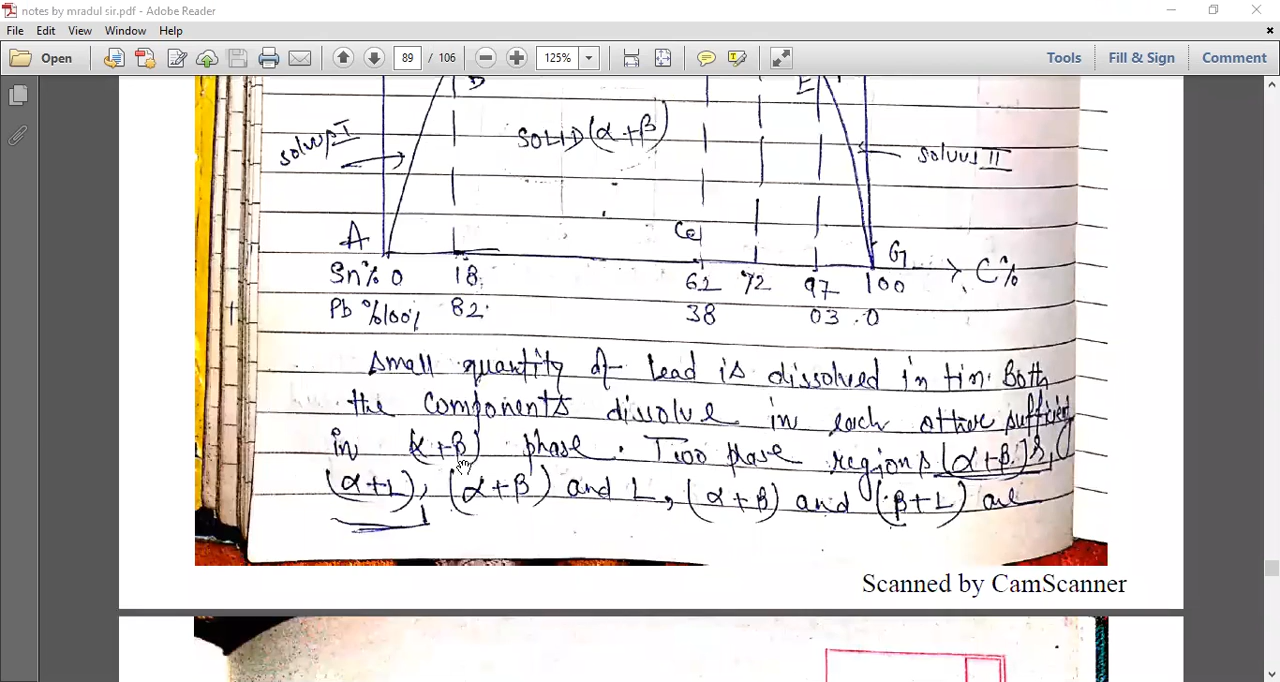 notes by mradul sir.pdf - Adobe Reader
File Edit View Window Help
Open 89 / 106 125% Tools Fill & Sign Comment
D E
SOLID (α+β)
solvus I
solvus II
A Ce G
C%
Sn% 0 18 62 72 97 100
Pb %100% 82 38 03 0
Small quantity of Lead is dissolved in tin. Both
the components dissolve in each other sufficient
in (α+β) phase. Two phase regions (α+β)
(α+L), (α+β) and L, (α+β) and (β+L) are
Scanned by CamScanner